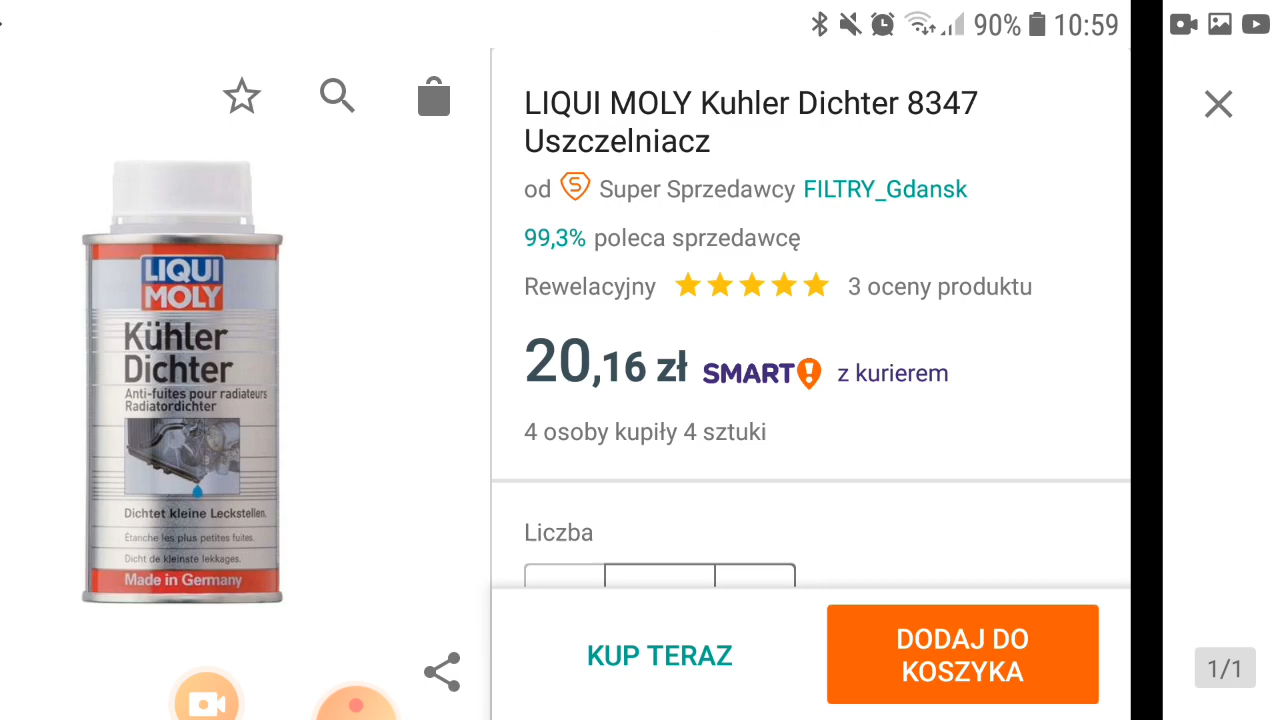 90% 10:59
LIQUI MOLY Kuhler Dichter 8347
Uszczelniacz
od S Super Sprzedawcy FILTRY_Gdansk
99,3% poleca sprzedawcę
Rewelacyjny 3 oceny produktu
20,16 zł SMART! z kurierem
4 osoby kupiły 4 sztuki
Liczba
KUP TERAZ
DODAJ DO
KOSZYKA
LIQUI
MOLY
Kühler
Dichter
Anti-fuites pour radiateurs
Radiatordichter
Dichtet kleine Leckstellen.
Étanche les plus petites fuites.
Dicht de kleinste lekkages.
Made in Germany
1/1